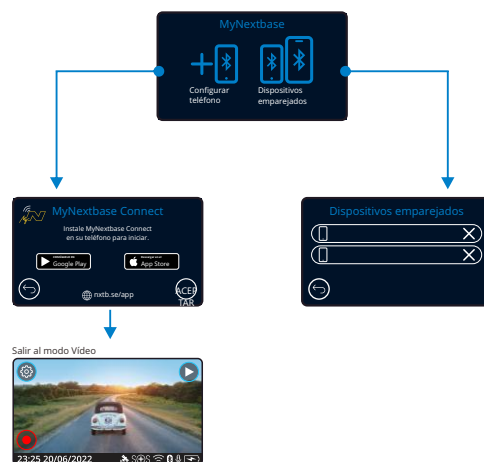 MyNextbase
Configurar
teléfono
Dispositivos
emparejados
MyNextbase Connect
Instale MyNextbase Connect
en su teléfono para iniciar.
Google Play
App Store
nxtb.se/app
ACEP
TAR
Dispositivos emparejados
Salir al modo Vídeo
23:25 20/06/2022
SOS